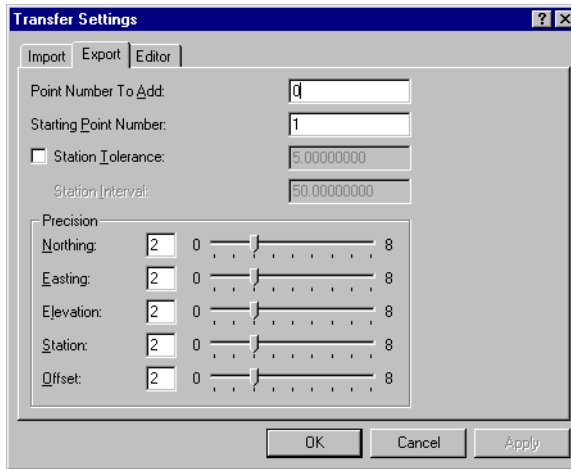 Transfer Settings
Import Export Editor
Point Number To Add: 0
Starting Point Number: 1
Station Tolerance: 5.00000000
Station Interval: 50.00000000
Precision
Northing: 2 0 8
Easting: 2 0 8
Elevation: 2 0 8
Station: 2 0 8
Offset: 2 0 8
OK Cancel Apply